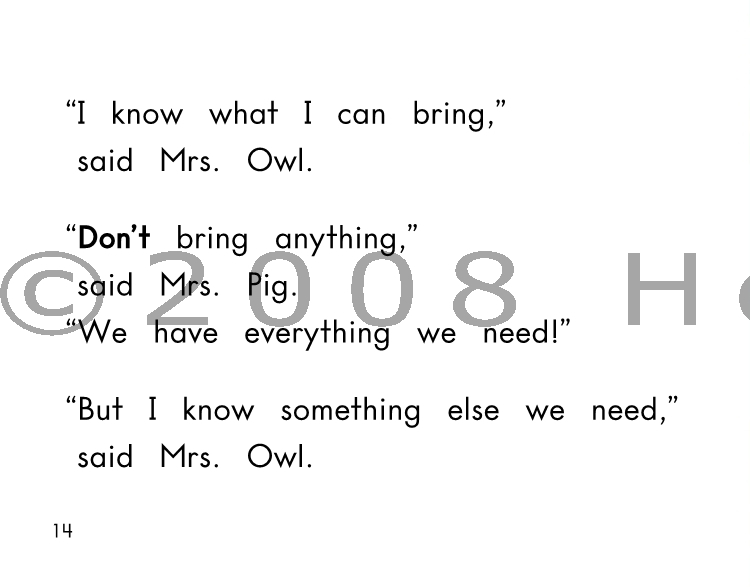 “I know what I can bring,”
said Mrs. Owl.
“Don’t bring anything,”
said Mrs. Pig.
“We have everything we need!”
“But I know something else we need,”
said Mrs. Owl.
14
© 2008 H